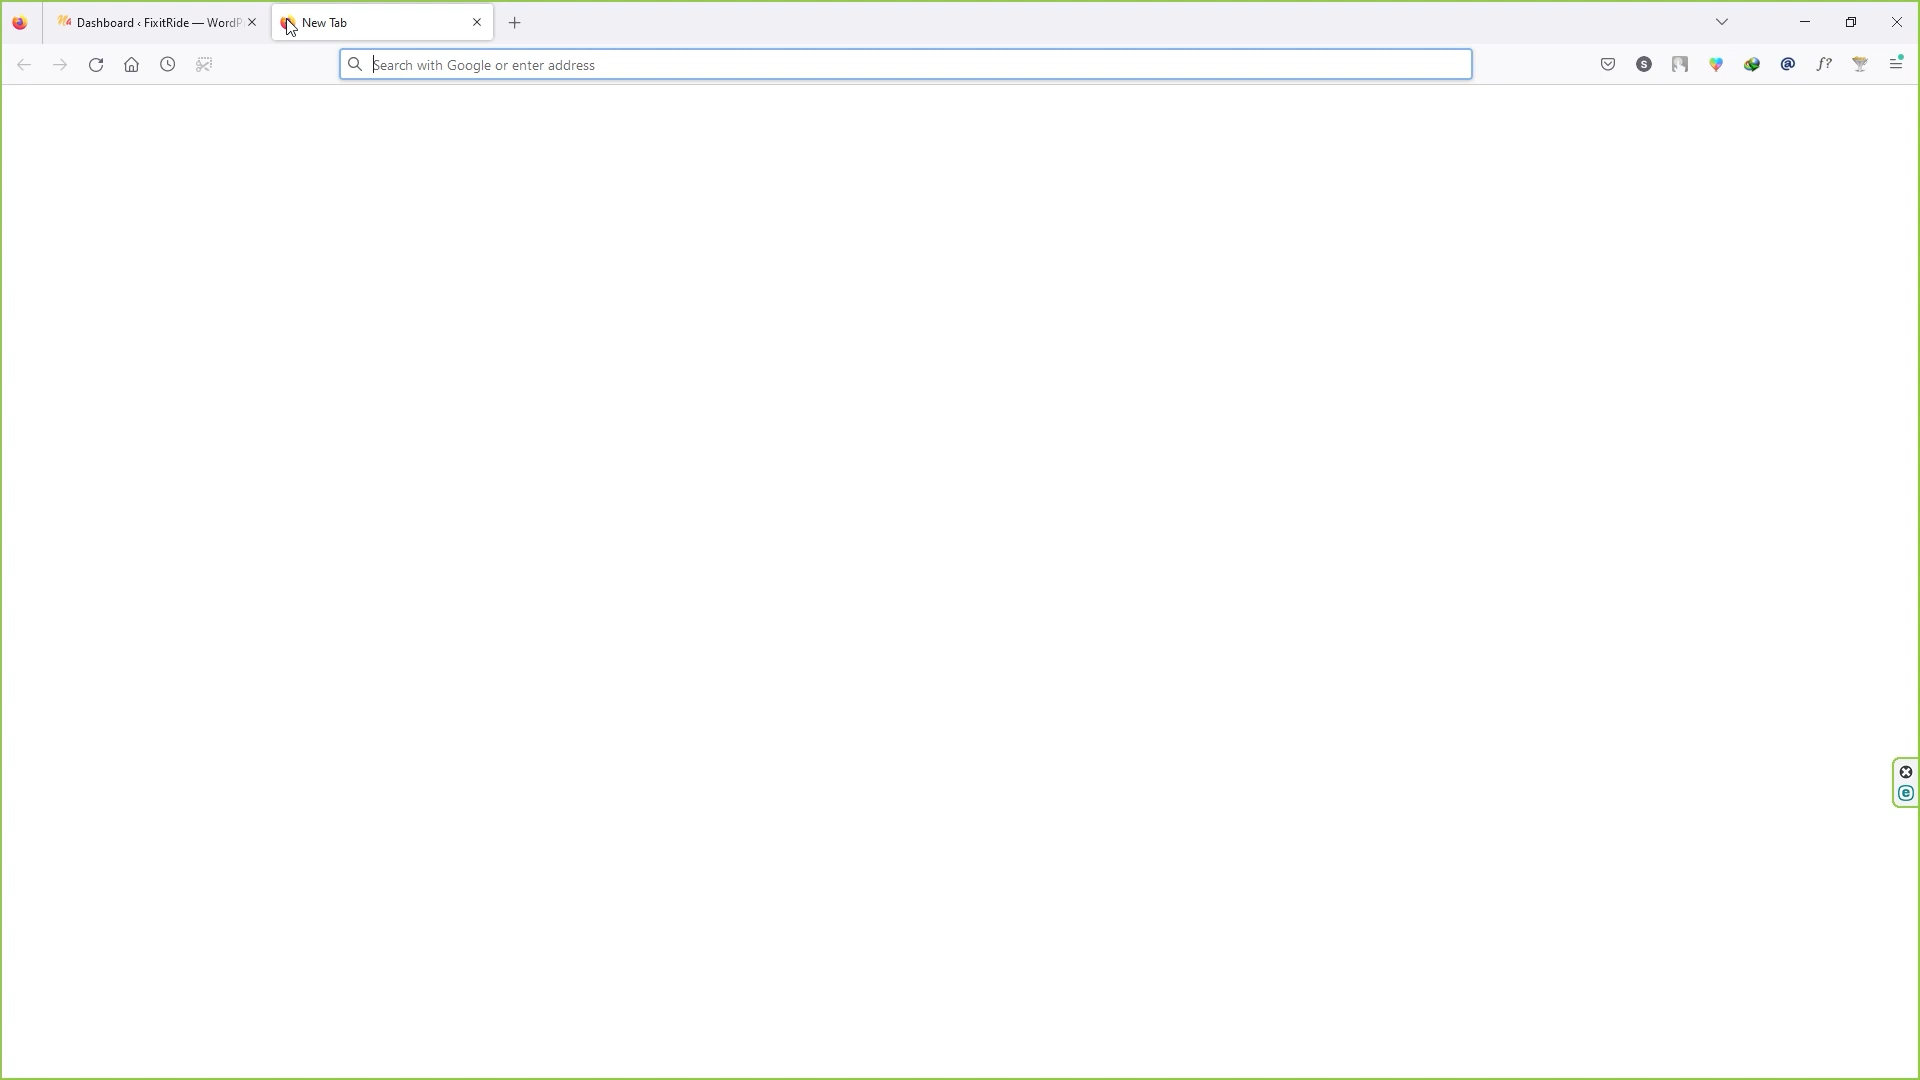 Dashboard ‹ FixitRide — WordP
New Tab
Search with Google or enter address
S
@
f?
e